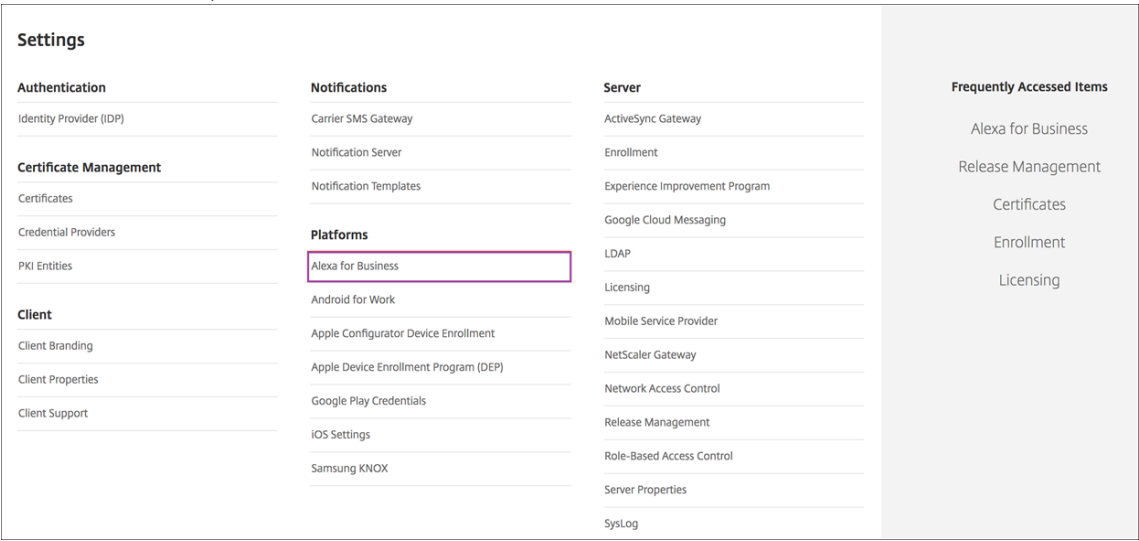 Settings
Authentication
Identity Provider (IDP)
Certificate Management
Certificates
Credential Providers
PKI Entities
Client
Client Branding
Client Properties
Client Support
Notifications
Carrier SMS Gateway
Notification Server
Notification Templates
Platforms
Alexa for Business
Android for Work
Apple Configurator Device Enrollment
Apple Device Enrollment Program (DEP)
Google Play Credentials
iOS Settings
Samsung KNOX
Server
ActiveSync Gateway
Enrollment
Experience Improvement Program
Google Cloud Messaging
LDAP
Licensing
Mobile Service Provider
NetScaler Gateway
Network Access Control
Release Management
Role-Based Access Control
Server Properties
SysLog
Frequently Accessed Items
Alexa for Business
Release Management
Certificates
Enrollment
Licensing